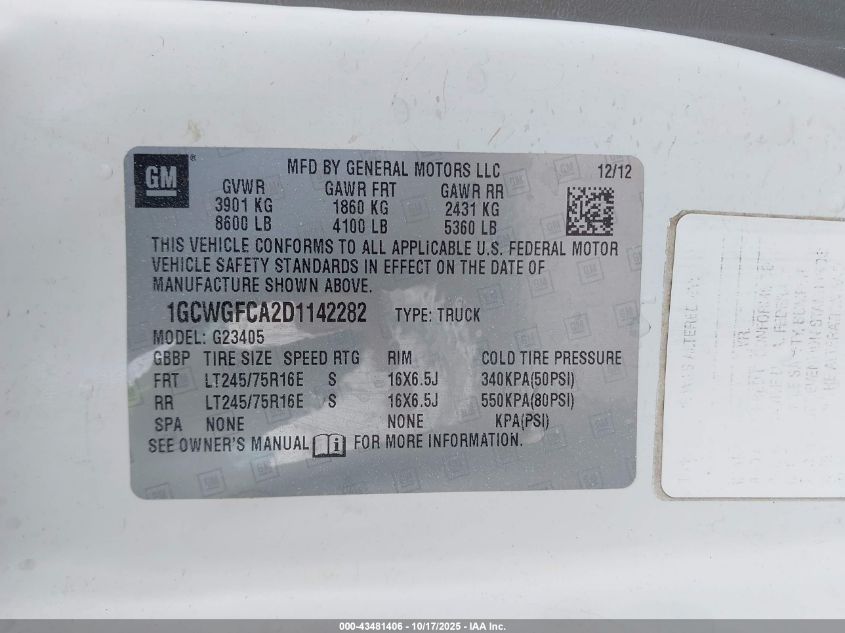 GM
MFD BY GENERAL MOTORS LLC 12/12
GVWR GAWR FRT GAWR RR
3901 KG 1860 KG 2431 KG
8600 LB 4100 LB 5360 LB
THIS VEHICLE CONFORMS TO ALL APPLICABLE U.S. FEDERAL MOTOR
VEHICLE SAFETY STANDARDS IN EFFECT ON THE DATE OF
MANUFACTURE SHOWN ABOVE.
1GCWGFCA2D1142282 TYPE: TRUCK
MODEL: G23405
GBBP TIRE SIZE SPEED RTG RIM COLD TIRE PRESSURE
FRT LT245/75R16E S 16X6.5J 340KPA(50PSI)
RR LT245/75R16E S 16X6.5J 550KPA(80PSI)
SPA NONE NONE KPA(PSI)
SEE OWNER'S MANUAL FOR MORE INFORMATION.
000-43481406 - 10/17/2025 - IAA Inc.